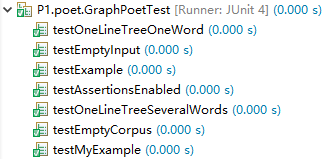 P1.poet.GraphPoetTest [Runner: JUnit 4] (0.000 s)
testOneLineTreeOneWord (0.000 s)
testEmptyInput (0.000 s)
testExample (0.000 s)
testAssertionsEnabled (0.000 s)
testOneLineTreeSeveralWords (0.000 s)
testEmptyCorpus (0.000 s)
testMyExample (0.000 s)